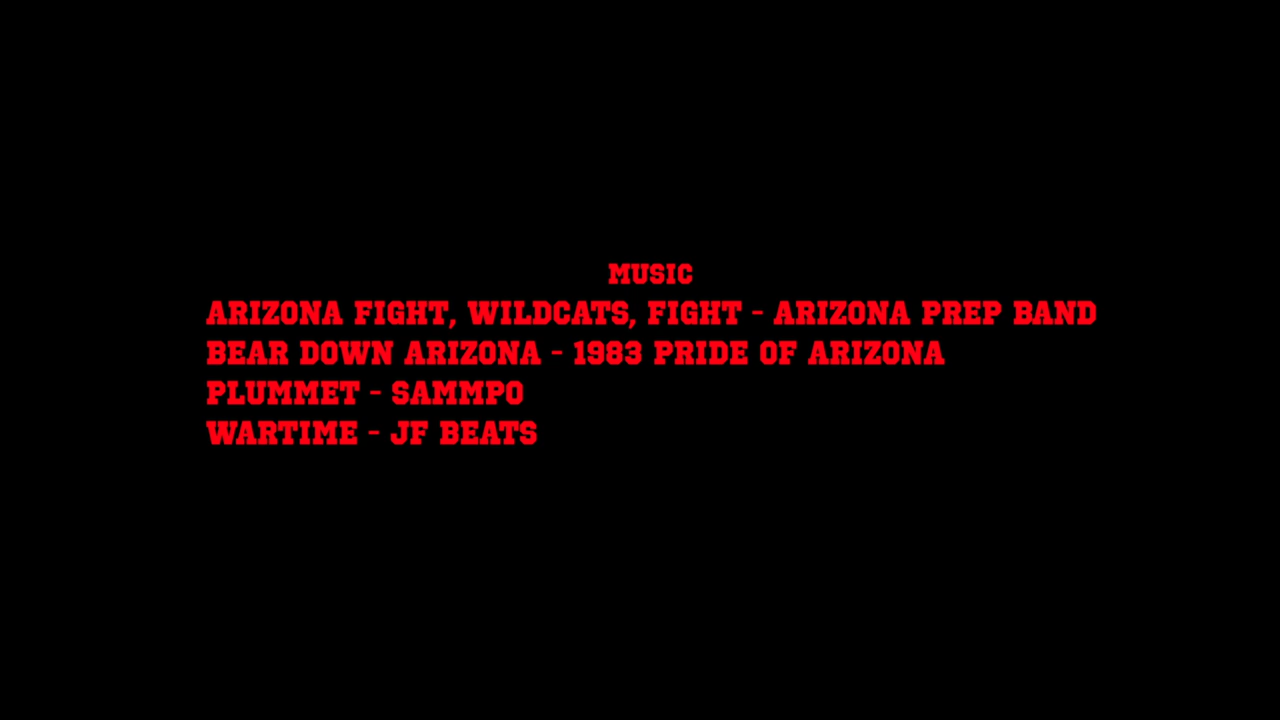 MUSIC
ARIZONA FIGHT, WILDCATS, FIGHT - ARIZONA PREP BAND
BEAR DOWN ARIZONA - 1983 PRIDE OF ARIZONA
PLUMMET - SAMMPO
WARTIME - JF BEATS